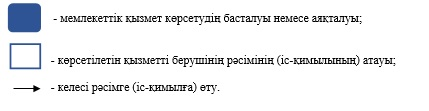 - мемлекеттік қызмет көрсетудің басталуы немесе аяқталуы;
- көрсетілетін қызметті берушінің рәсімінің (іс-қимылының) атауы;
- келесі рәсімге (іс-қимылға) өту.